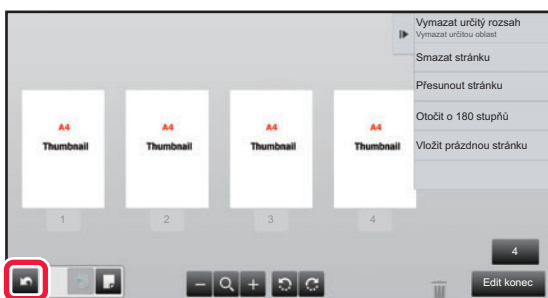 Vymazat určitý rozsah
Vymazat určitou oblast
Smazat stránku
Přesunout stránku
Otočit o 180 stupňů
Vložit prázdnou stránku
A4
Thumbnail
A4
Thumbnail
A4
Thumbnail
A4
Thumbnail
1
2
3
4
4
Edit konec